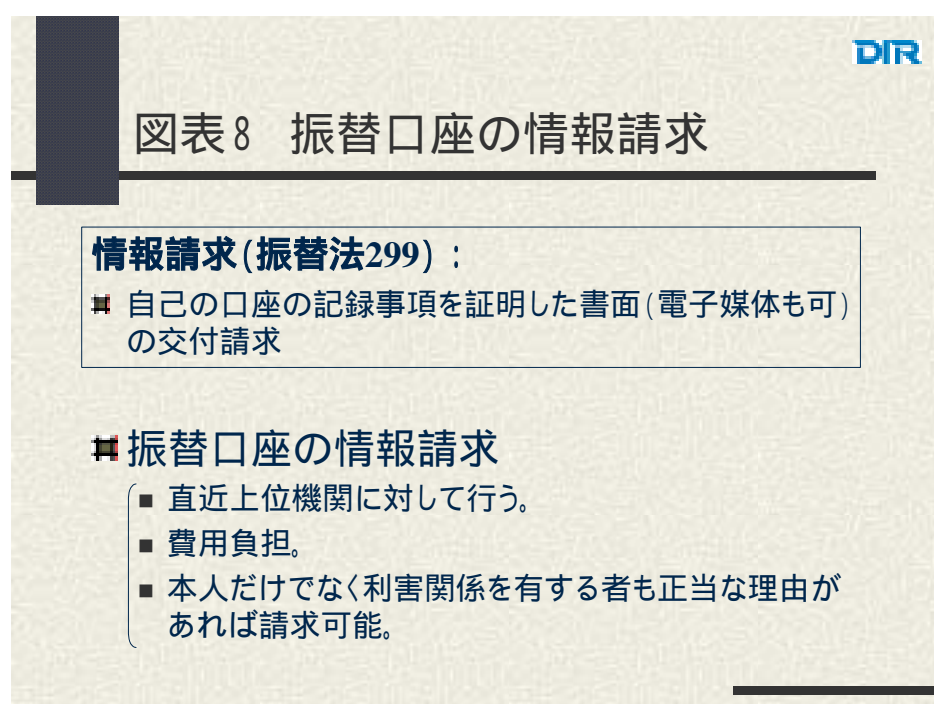 DIR
図表8 振替口座の情報請求
情報請求(振替法299)：
自己の口座の記録事項を証明した書面(電子媒体も可)
の交付請求
振替口座の情報請求
直近上位機関に対して行う。
費用負担。
本人だけでなく利害関係を有する者も正当な理由が
あれば請求可能。